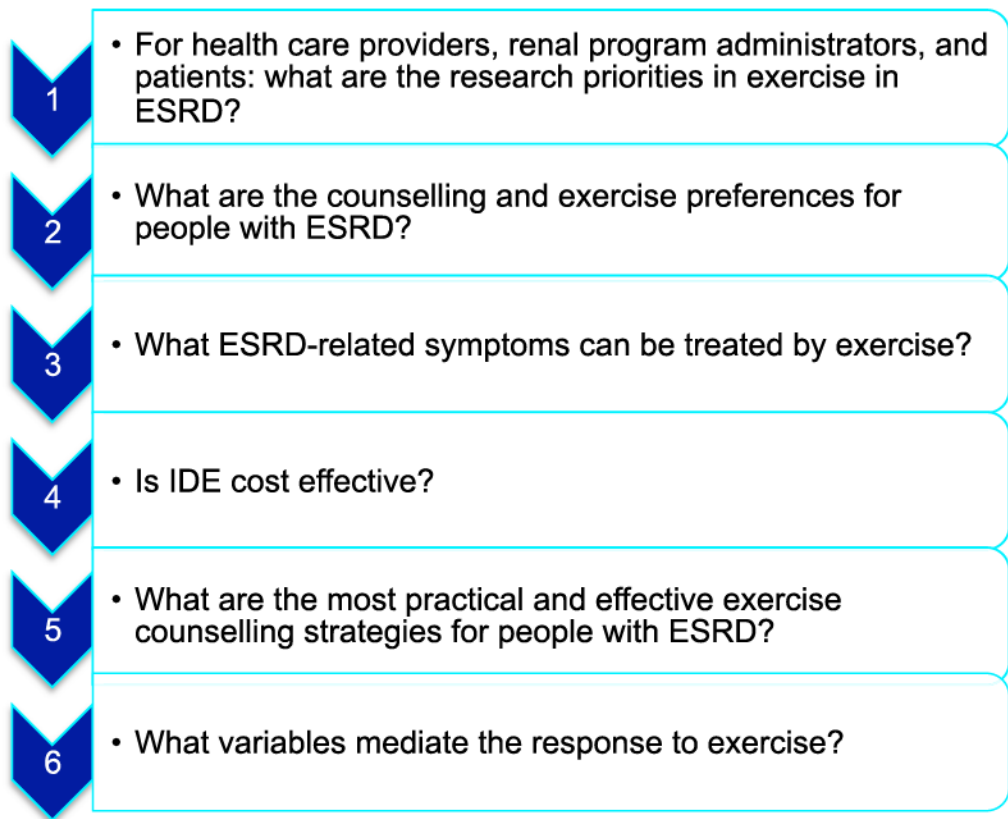 1
• For health care providers, renal program administrators, and
patients: what are the research priorities in exercise in
ESRD?
2
• What are the counselling and exercise preferences for
people with ESRD?
3
• What ESRD-related symptoms can be treated by exercise?
4
• Is IDE cost effective?
5
• What are the most practical and effective exercise
counselling strategies for people with ESRD?
6
• What variables mediate the response to exercise?